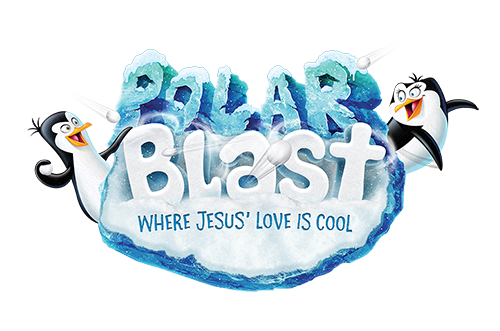 POLAR
Blast
WHERE JESUS' LOVE IS COOL